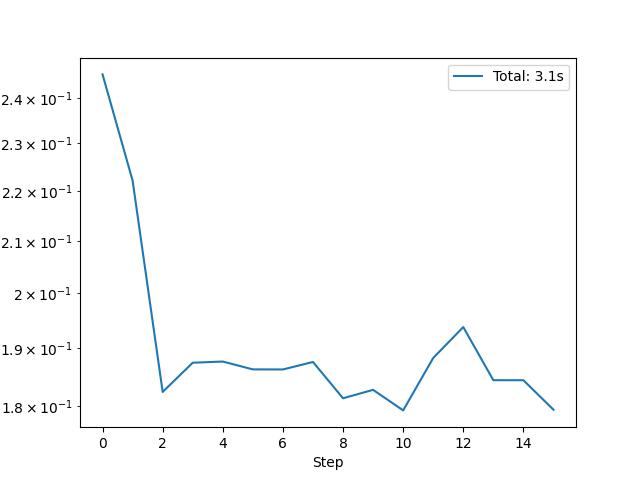 Total: 3.1s
2.4 × 10⁻¹
2.3 × 10⁻¹
2.2 × 10⁻¹
2.1 × 10⁻¹
2 × 10⁻¹
1.9 × 10⁻¹
1.8 × 10⁻¹
0 2 4 6 8 10 12 14
Step